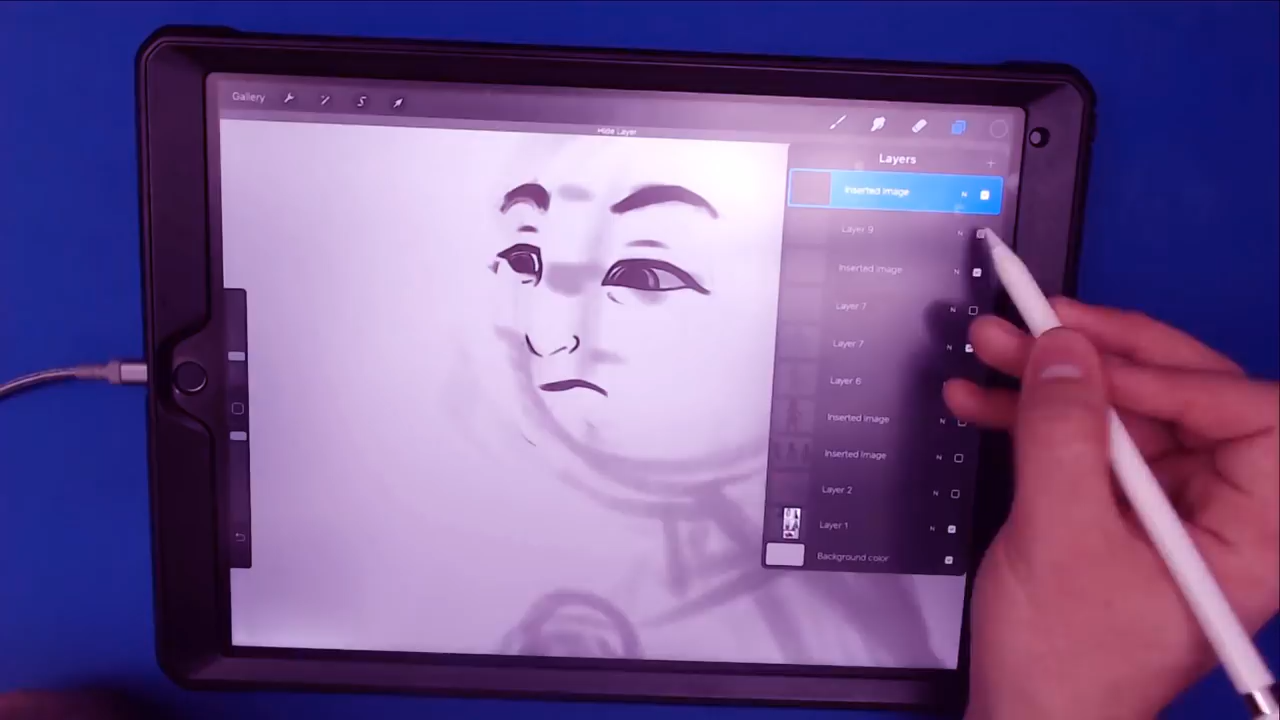 Gallery
Hide Layer
Layers
Inserted Image N
Layer 9 N
Inserted Image N
Layer 7 N
Layer 7 N
Layer 6
Inserted Image N
Inserted Image N
Layer 2 N
Layer 1 N
Background color